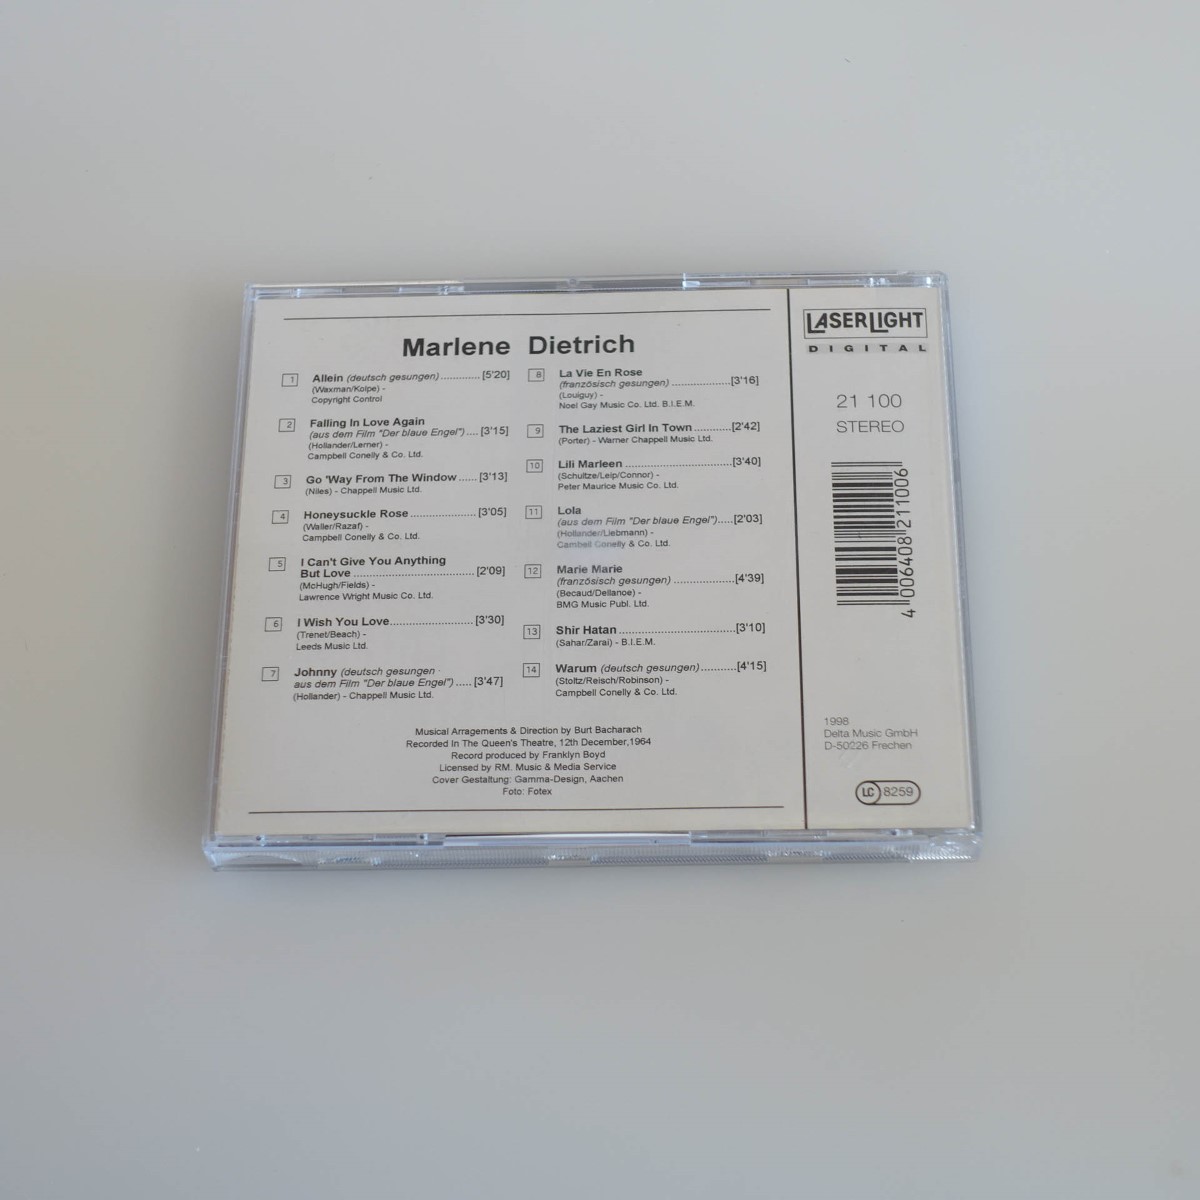 Marlene Dietrich
1 Allein (deutsch gesungen) ............ [5'20]
(Waxman/Kolpe) -
Copyright Control
2 Falling In Love Again
(aus dem Film "Der blaue Engel") .... [3'15]
(Hollander/Lerner) -
Campbell Conelly & Co. Ltd.
3 Go 'Way From The Window ...... [3'13]
(Niles) - Chappell Music Ltd.
4 Honeysuckle Rose ...................... [3'05]
(Waller/Razaf) -
Campbell Conelly & Co. Ltd.
5 I Can't Give You Anything
But Love ........................................ [2'09]
(McHugh/Fields) -
Lawrence Wright Music Co. Ltd.
6 I Wish You Love........................... [3'30]
(Trenet/Beach) -
Leeds Music Ltd.
7 Johnny (deutsch gesungen -
aus dem Film "Der blaue Engel") ..... [3'47]
(Hollander) - Chappell Music Ltd.
8 La Vie En Rose
(französisch gesungen) ...................[3'16]
(Louiguy) -
Noel Gay Music Co. Ltd. B.I.E.M.
9 The Laziest Girl In Town ............[2'42]
(Porter) - Warner Chappell Music Ltd.
10 Lili Marleen ...................................[3'40]
(Schultze/Leip/Connor) -
Peter Maurice Music Co. Ltd.
11 Lola
(aus dem Film "Der blaue Engel").....[2'03]
(Hollander/Liebmann) -
Cambell Conelly & Co. Ltd.
12 Marie Marie
(französisch gesungen) ....................[4'39]
(Becaud/Dellanoe) -
BMG Music Publ. Ltd.
13 Shir Hatan ......................................[3'10]
(Sahar/Zarai) - B.I.E.M.
14 Warum (deutsch gesungen)...........[4'15]
(Stoltz/Reisch/Robinson) -
Campbell Conelly & Co. Ltd.
Musical Arragements & Direction by Burt Bacharach
Recorded In The Queen's Theatre, 12th December,1964
Record produced by Franklyn Boyd
Licensed by RM. Music & Media Service
Cover Gestaltung: Gamma-Design, Aachen
Foto: Fotex
LASERLIGHT
DIGITAL
21 100
STEREO
4 006408 211006
1998
Delta Music GmbH
D-50226 Frechen
LC 8259